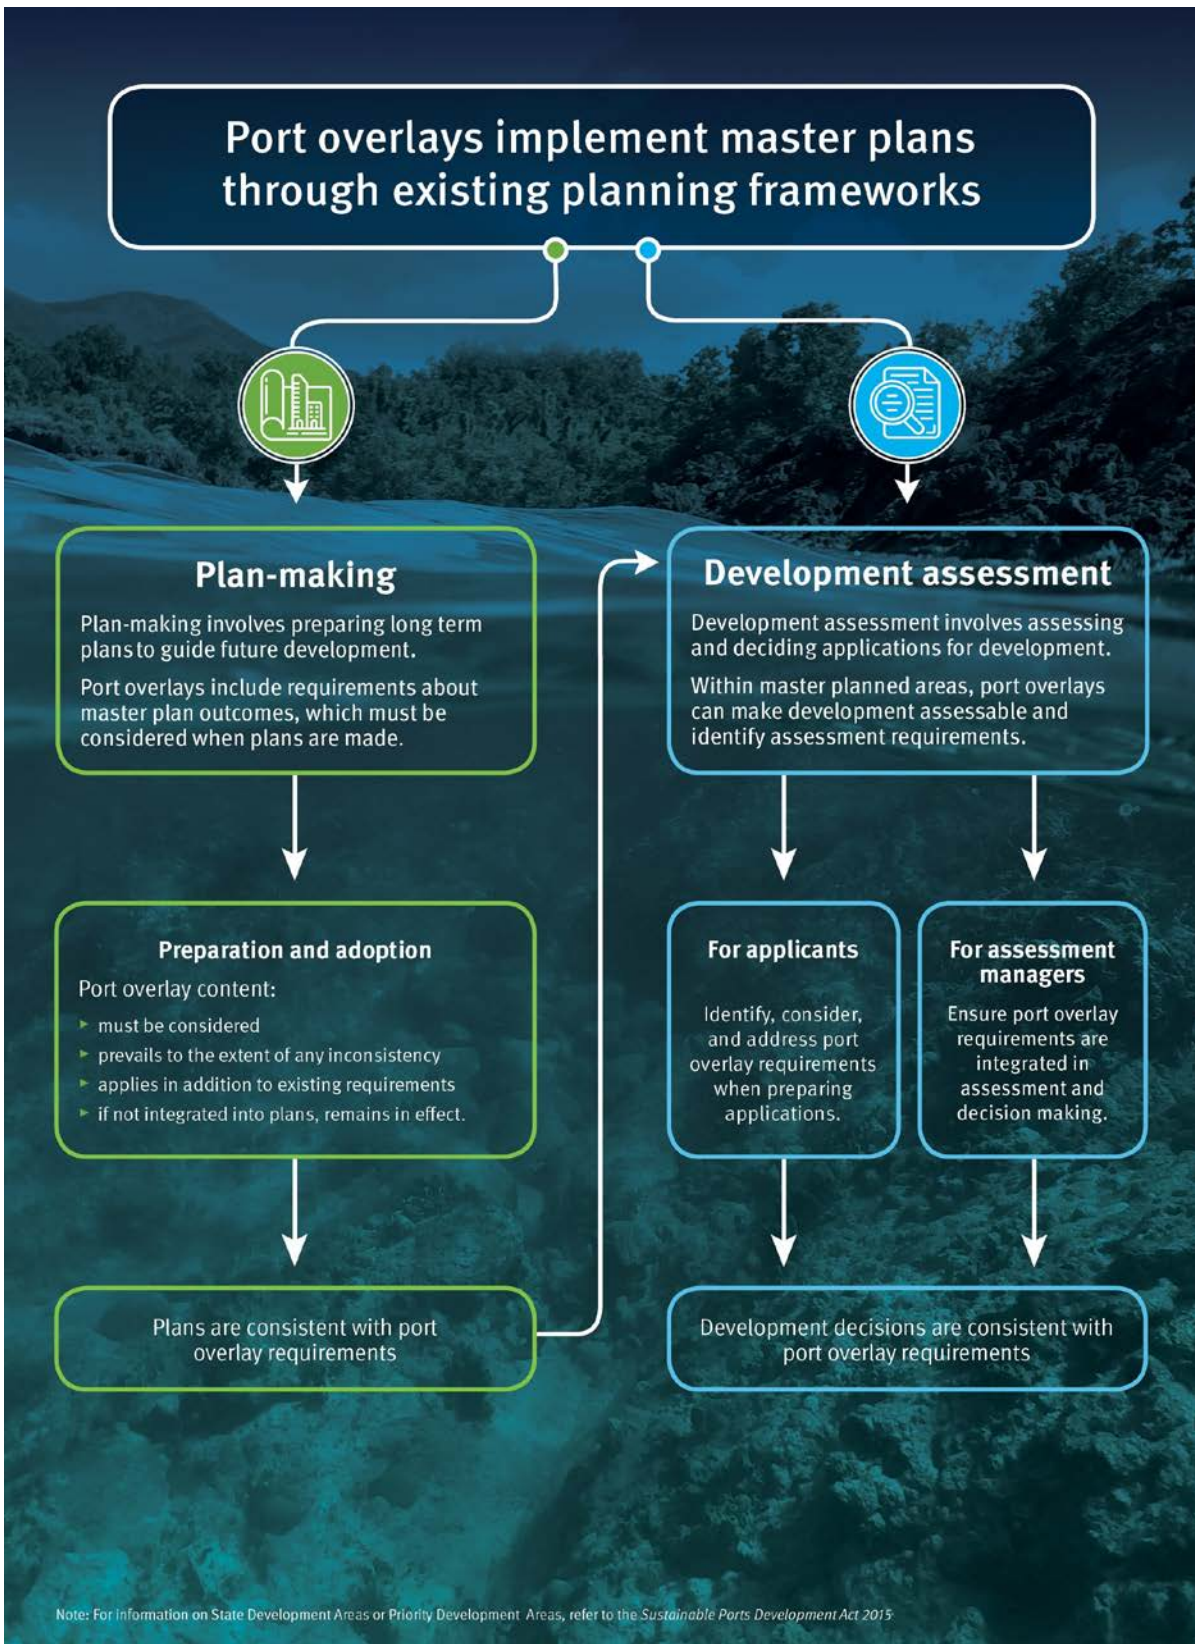 Port overlays implement master plans
through existing planning frameworks
Plan-making
Plan-making involves preparing long term
plans to guide future development.
Port overlays include requirements about
master plan outcomes, which must be
considered when plans are made.
Preparation and adoption
Port overlay content:
must be considered
prevails to the extent of any inconsistency
applies in addition to existing requirements
if not integrated into plans, remains in effect.
Plans are consistent with port
overlay requirements
Development assessment
Development assessment involves assessing
and deciding applications for development.
Within master planned areas, port overlays
can make development assessable and
identify assessment requirements.
For applicants
Identify, consider,
and address port
overlay requirements
when preparing
applications.
For assessment
managers
Ensure port overlay
requirements are
integrated in
assessment and
decision making.
Development decisions are consistent with
port overlay requirements
Note: For information on State Development Areas or Priority Development Areas, refer to the Sustainable Ports Development Act 2015